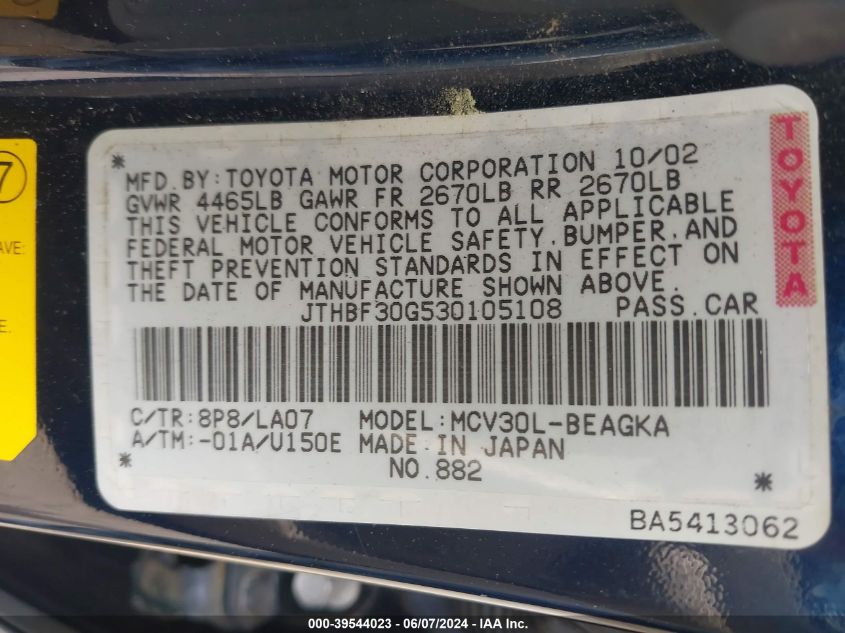 7
AVE
E.
* MFD.BY:TOYOTA MOTOR CORPORATION 10/02
GVWR 4465LB GAWR FR 2670LB RR 2670LB
THIS VEHICLE CONFORMS TO ALL APPLICABLE
FEDERAL MOTOR VEHICLE SAFETY,BUMPER,AND
THEFT PREVENTION STANDARDS IN EFFECT ON
THE DATE OF MANUFACTURE SHOWN ABOVE.
JTHBF30G530105108 PASS.CAR
TOYOTA
C/TR:8P8/LA07 MODEL:MCV30L-BEAGKA
A/TM:-01A/U150E MADE IN JAPAN
* NO.882 *
BA5413062
000-39544023 - 06/07/2024 - IAA Inc.